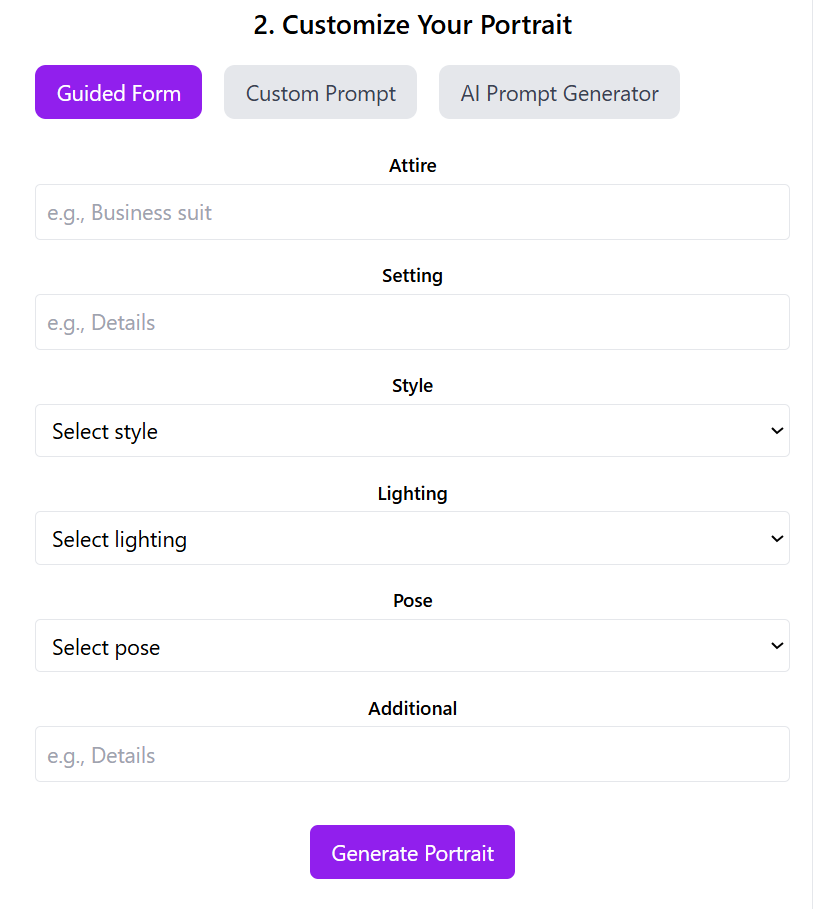 2. Customize Your Portrait
Guided Form Custom Prompt AI Prompt Generator
Attire
e.g., Business suit
Setting
e.g., Details
Style
Select style
Lighting
Select lighting
Pose
Select pose
Additional
e.g., Details
Generate Portrait